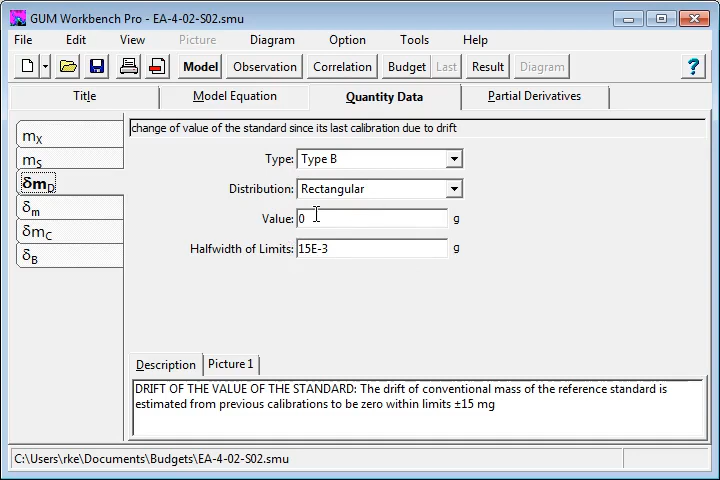 GUM Workbench Pro - EA-4-02-S02.smu
File Edit View Picture Diagram Option Tools Help
Model Observation Correlation Budget Last Result Diagram ?
Title Model Equation Quantity Data Partial Derivatives
change of value of the standard since its last calibration due to drift
mX
mS
δmD
δm
δmC
δB
Type: Type B
Distribution: Rectangular
Value: 0 g
Halfwidth of Limits: 15E-3 g
Description Picture 1
DRIFT OF THE VALUE OF THE STANDARD: The drift of conventional mass of the reference standard is
estimated from previous calibrations to be zero within limits ±15 mg
C:\Users\rke\Documents\Budgets\EA-4-02-S02.smu